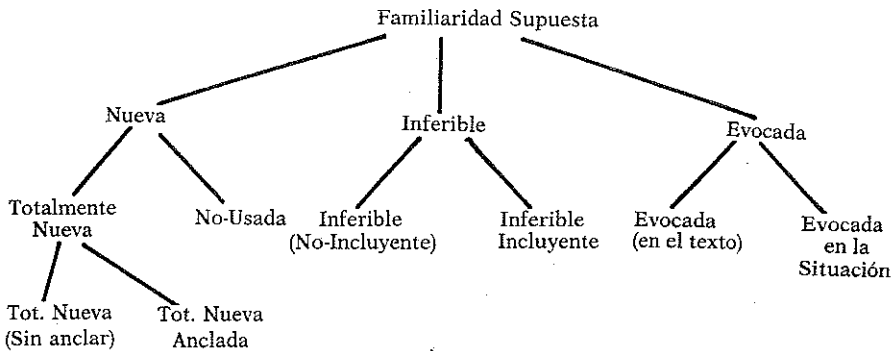 Familiaridad Supuesta
Nueva
Inferible
Evocada
Totalmente
Nueva
No-Usada
Inferible
(No-Incluyente)
Inferible
Incluyente
Evocada
(en el texto)
Evocada
en la
Situación
Tot. Nueva
(Sin anclar)
Tot. Nueva
Anclada